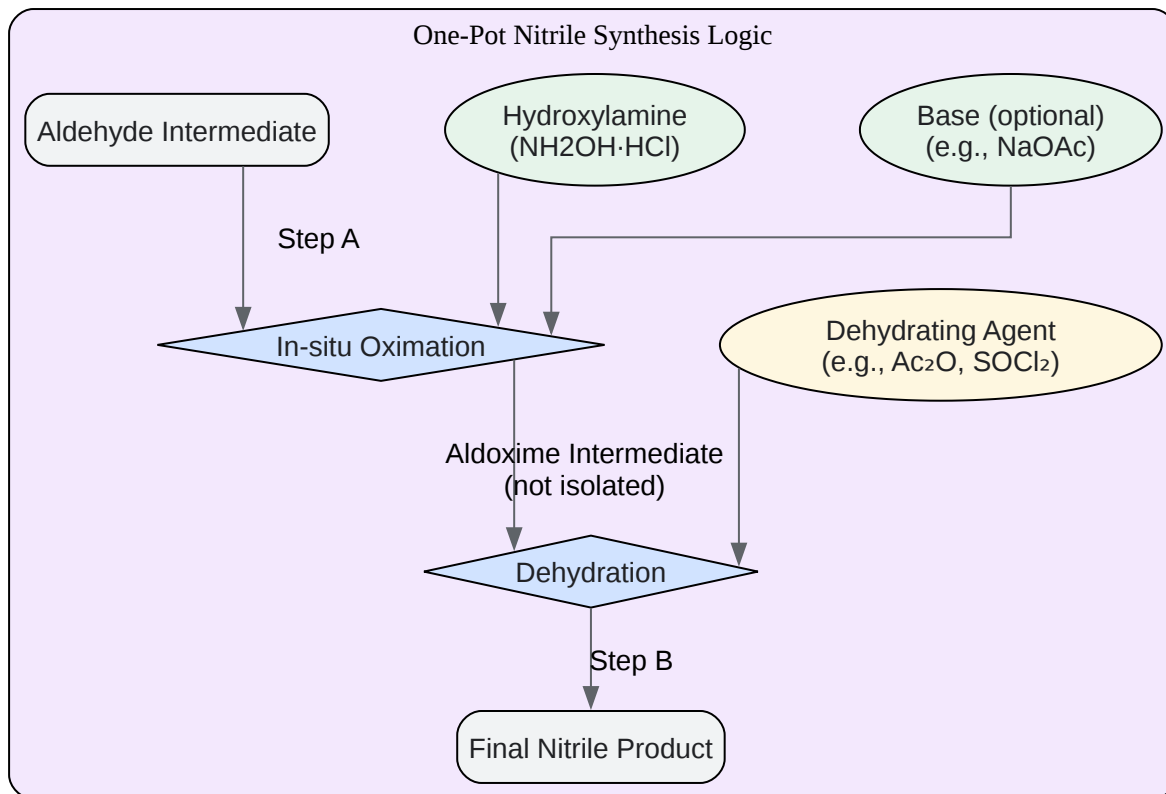 One-Pot Nitrile Synthesis Logic
Aldehyde Intermediate
Hydroxylamine
(NH2OH·HCl)
Base (optional)
(e.g., NaOAc)
Step A
In-situ Oximation
Dehydrating Agent
(e.g., Ac₂O, SOCl₂)
Aldoxime Intermediate
(not isolated)
Dehydration
Step B
Final Nitrile Product